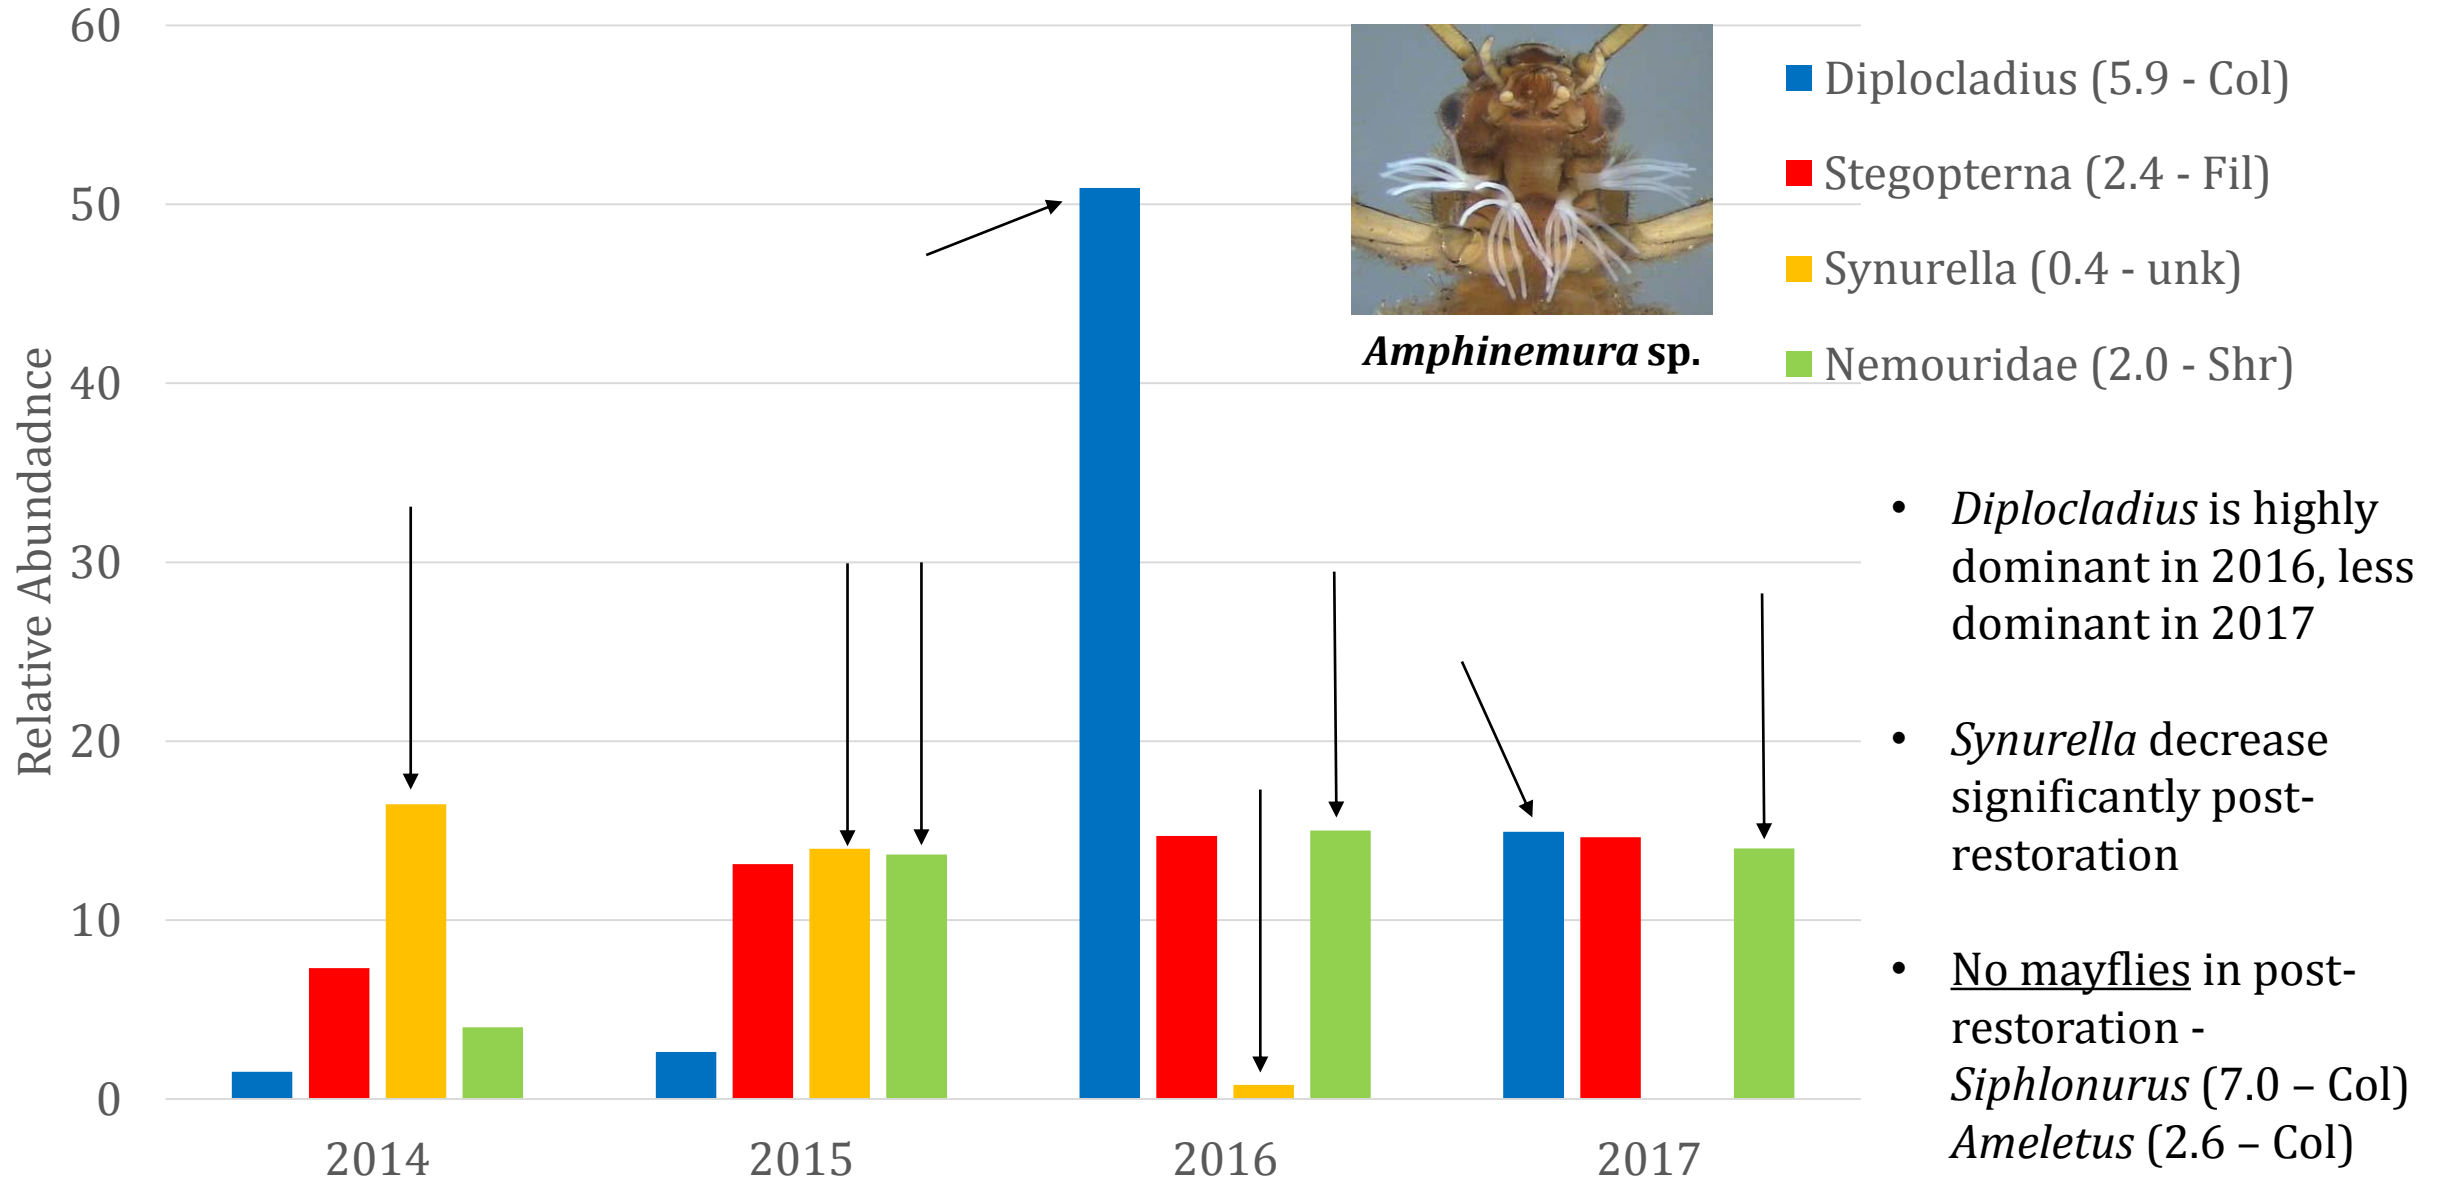 60
50
40
30
20
10
0
Relative Abundadnce
2014
2015
2016
2017
Amphinemura sp.
Diplocladius (5.9 - Col)
Stegopterna (2.4 - Fil)
Synurella (0.4 - unk)
Nemouridae (2.0 - Shr)
• Diplocladius is highly
dominant in 2016, less
dominant in 2017
• Synurella decrease
significantly post-
restoration
• No mayflies in post-
restoration -
Siphlonurus (7.0 – Col)
Ameletus (2.6 – Col)